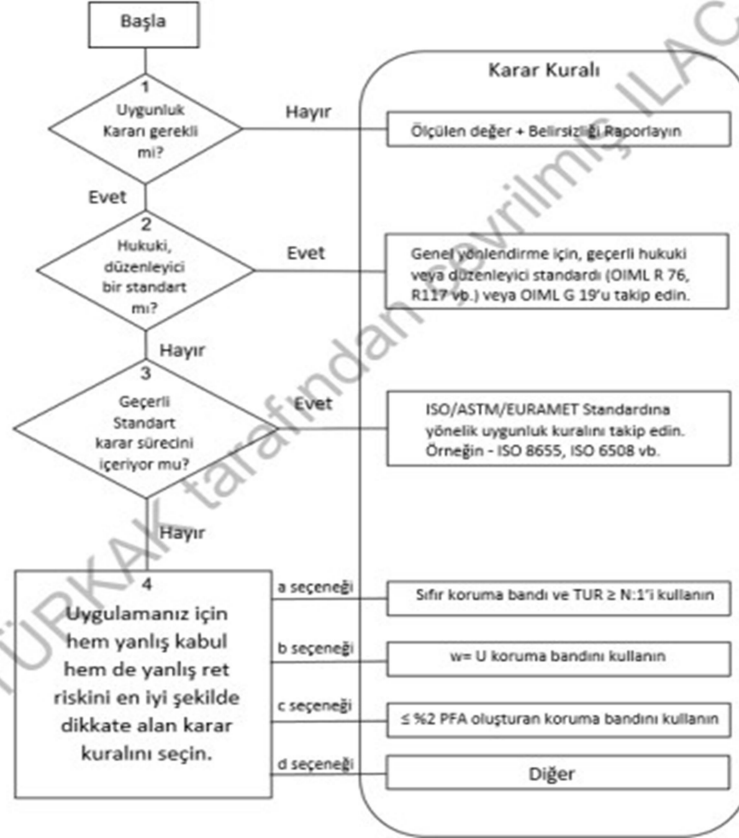 Başla
Karar Kuralı
1
Uygunluk
Kararı gerekli
mi?
Hayır
Ölçülen değer + Belirsizliği Raporlayın
Evet
2
Hukuki,
düzenleyici
bir standart
mı?
Evet
Genel yönlendirme için, geçerli hukuki
veya düzenleyici standardı (OIML R 76,
R117 vb.) veya OIML G 19'u takip edin.
Hayır
3
Geçerli
Standart
karar sürecini
içeriyor mu?
Evet
ISO/ASTM/EURAMET Standardına
yönelik uygunluk kuralını takip edin.
Örneğin - ISO 8655, ISO 6508 vb.
Hayır
4
Uygulamanız için
hem yanlış kabul
hem de yanlış ret
riskini en iyi şekilde
dikkate alan karar
kuralını seçin.
a seçeneği
Sıfır koruma bandı ve TUR ≥ N:1'i kullanın
b seçeneği
w= U koruma bandını kullanın
c seçeneği
≤ %2 PFA oluşturan koruma bandını kullanın
d seçeneği
Diğer
TÜRKAK tarafından çevrilmiş ILAC